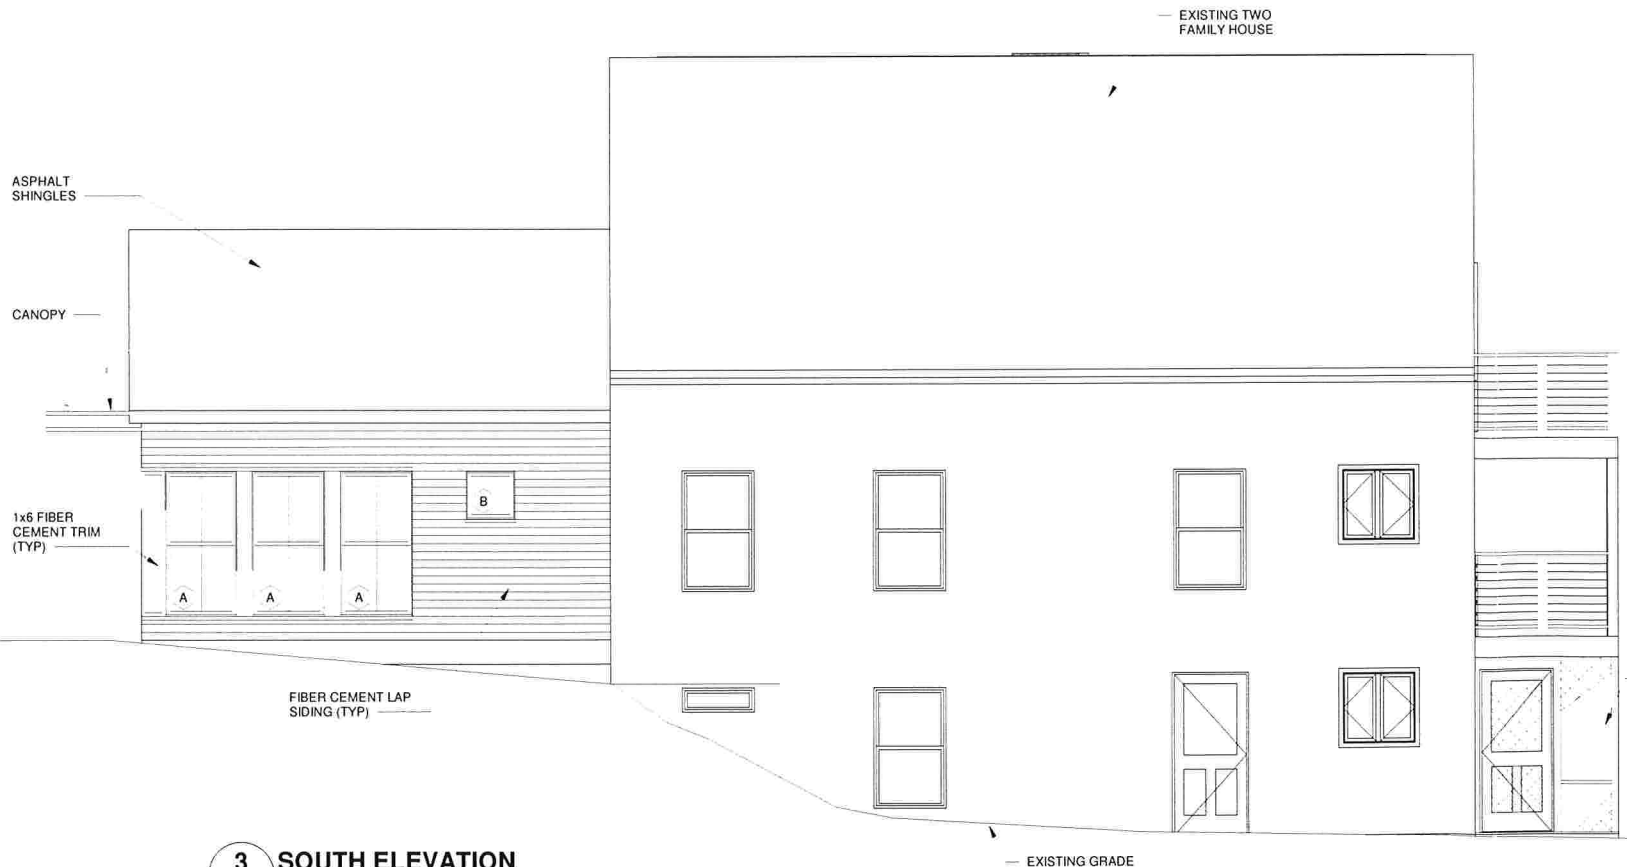 EXISTING TWO
FAMILY HOUSE
ASPHALT
SHINGLES
CANOPY
1x6 FIBER
CEMENT TRIM
(TYP)
B
A
A
A
FIBER CEMENT LAP
SIDING (TYP)
3 SOUTH ELEVATION
EXISTING GRADE